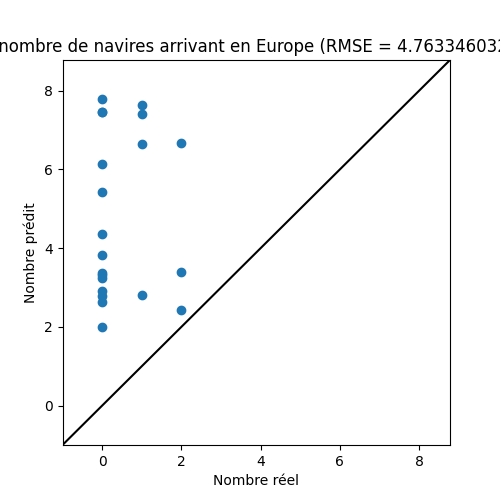 nombre de navires arrivant en Europe (RMSE = 4.763346032
Nombre prédit
8
6
4
2
0
0 2 4 6 8
Nombre réel